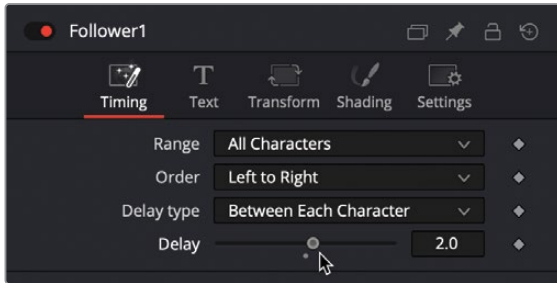 Follower1
Timing Text Transform Shading Settings
Range All Characters
Order Left to Right
Delay type Between Each Character
Delay 2.0